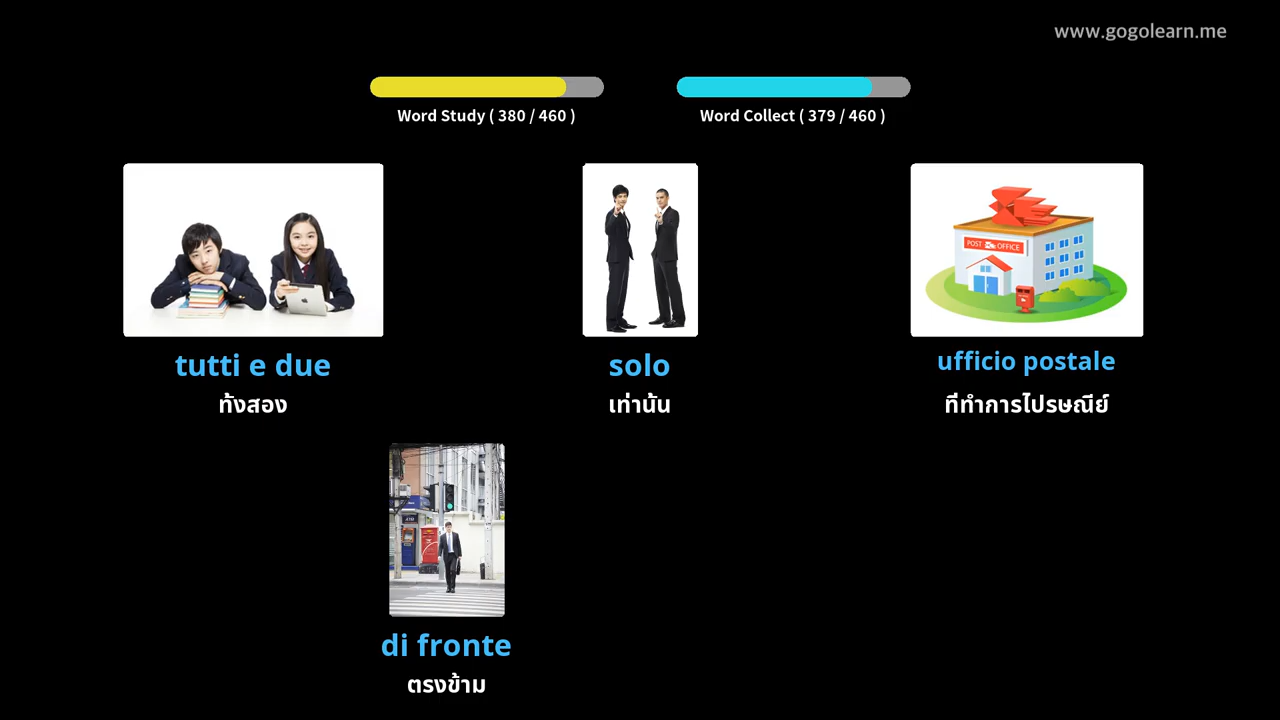 www.gogolearn.me
Word Study ( 380 / 460 )
Word Collect ( 379 / 460 )
POST OFFICE
tutti e due
solo
ufficio postale
ทั้งสอง
เท่านั้น
ที่ทำการไปรษณีย์
di fronte
ตรงข้าม